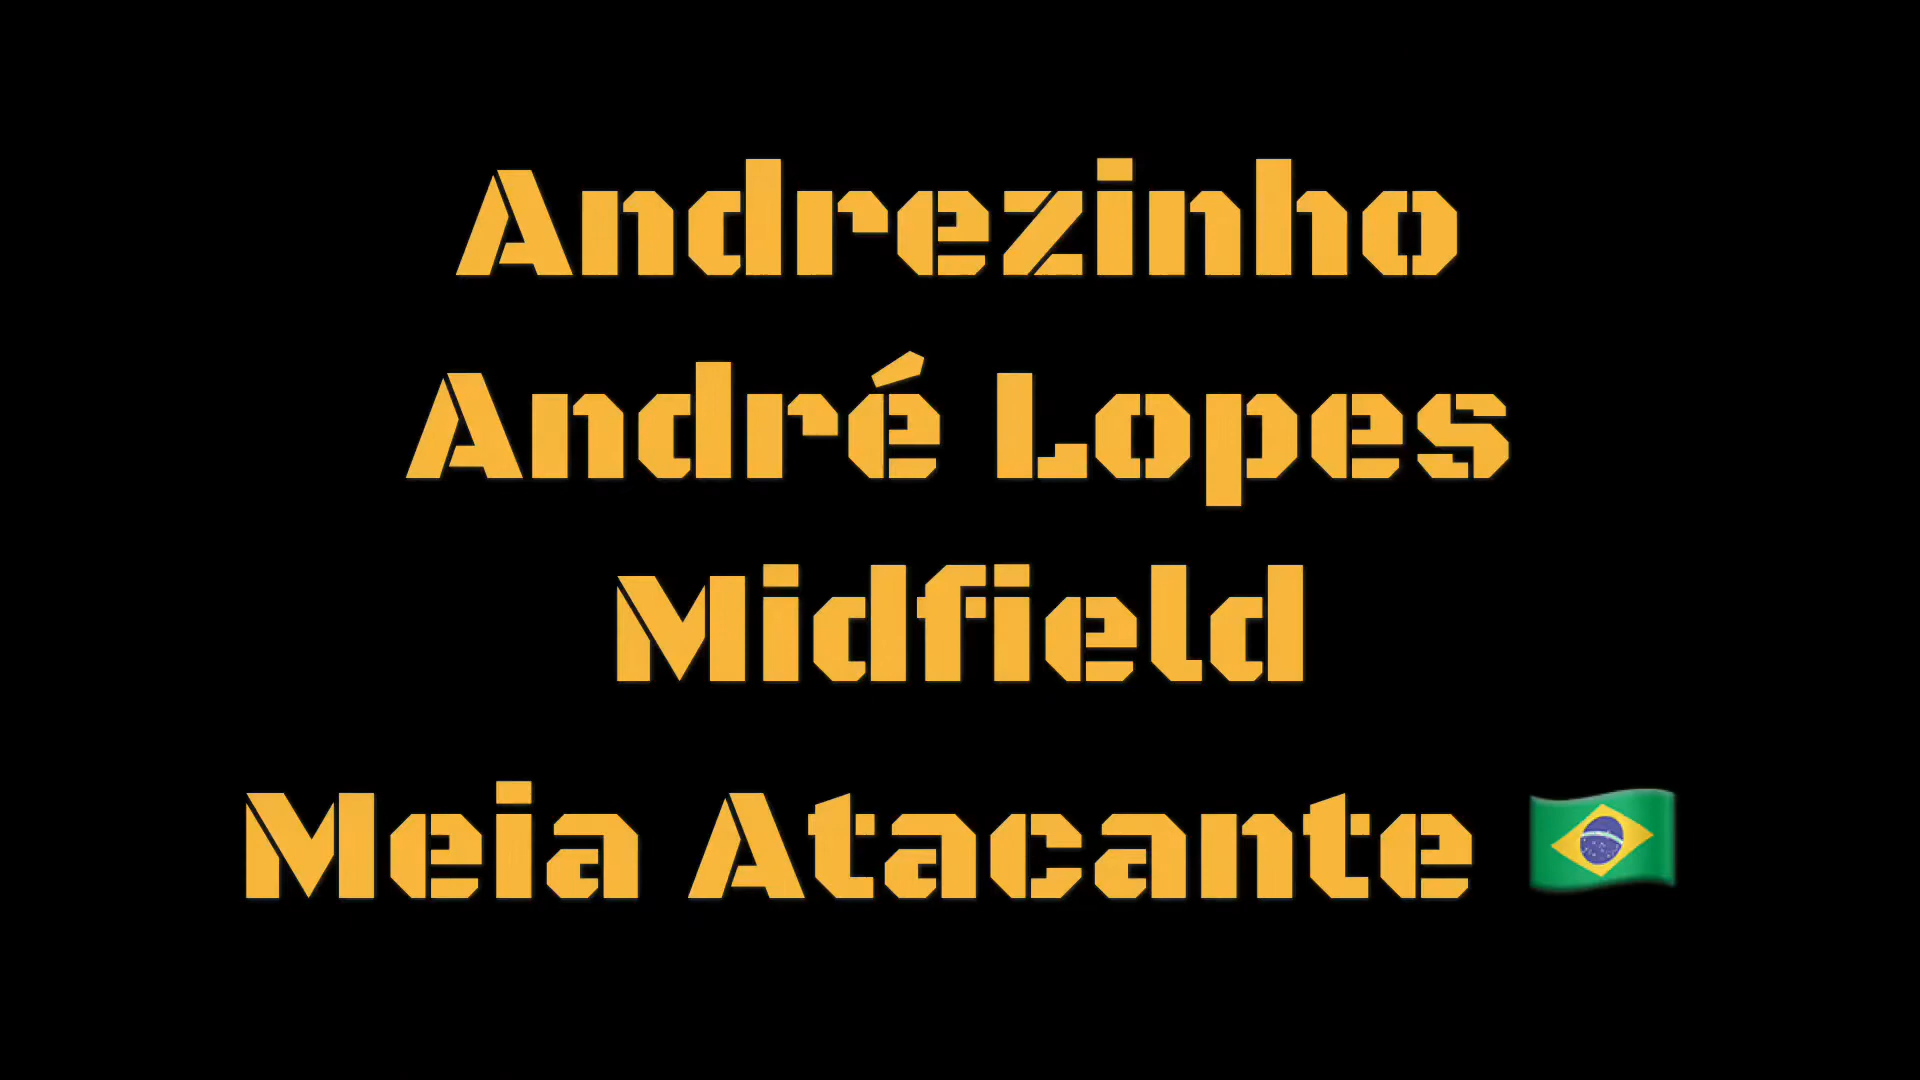 Andrezinho
André Lopes
Midfield
Meia Atacante 🇧🇷